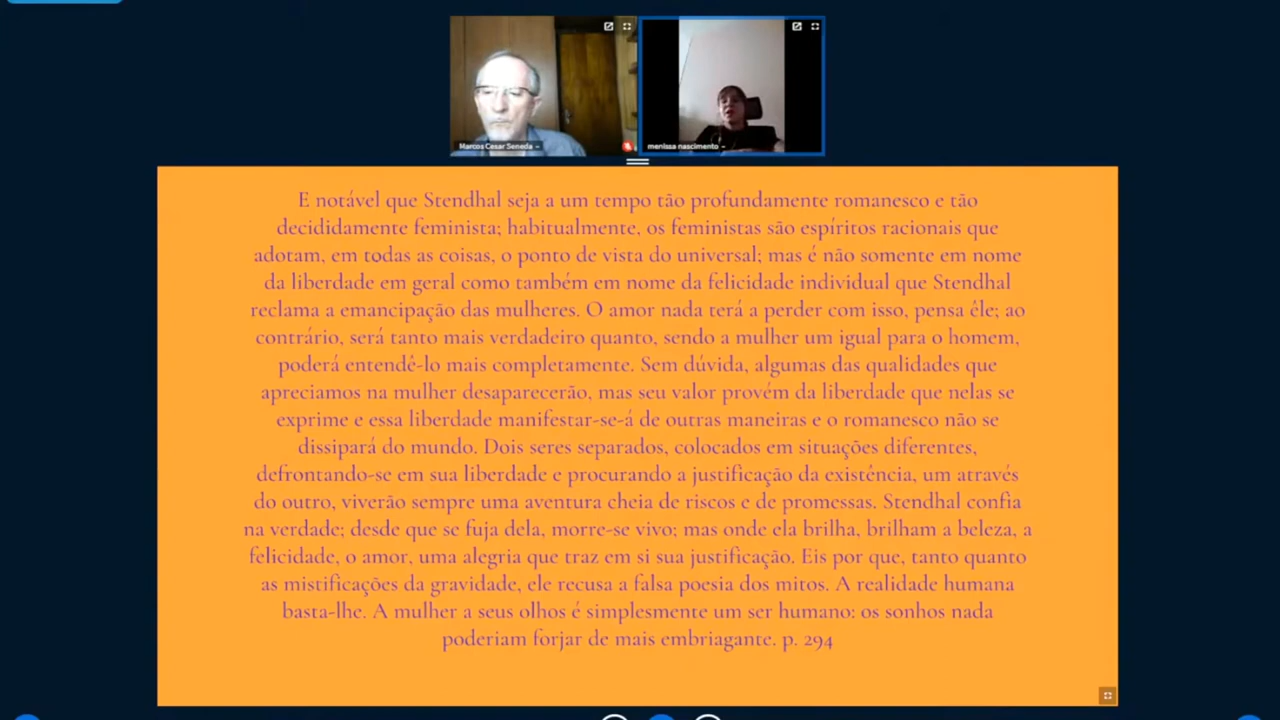 Marcos Cesar Seneda
menissa nascimento
E notável que Stendhal seja a um tempo tão profundamente romanesco e tão
decididamente feminista; habitualmente, os feministas são espíritos racionais que
adotam, em todas as coisas, o ponto de vista do universal; mas é não somente em nome
da liberdade em geral como também em nome da felicidade individual que Stendhal
reclama a emancipação das mulheres. O amor nada terá a perder com isso, pensa êle; ao
contrário, será tanto mais verdadeiro quanto, sendo a mulher um igual para o homem,
poderá entendê-lo mais completamente. Sem dúvida, algumas das qualidades que
apreciamos na mulher desaparecerão, mas seu valor provém da liberdade que nelas se
exprime e essa liberdade manifestar-se-á de outras maneiras e o romanesco não se
dissipará do mundo. Dois seres separados, colocados em situações diferentes,
defrontando-se em sua liberdade e procurando a justificação da existência, um através
do outro, viverão sempre uma aventura cheia de riscos e de promessas. Stendhal confia
na verdade; desde que se fuja dela, morre-se vivo; mas onde ela brilha, brilham a beleza, a
felicidade, o amor, uma alegria que traz em si sua justificação. Eis por que, tanto quanto
as mistificações da gravidade, ele recusa a falsa poesia dos mitos. A realidade humana
basta-lhe. A mulher a seus olhos é simplesmente um ser humano: os sonhos nada
poderiam forjar de mais embriagante. p. 294